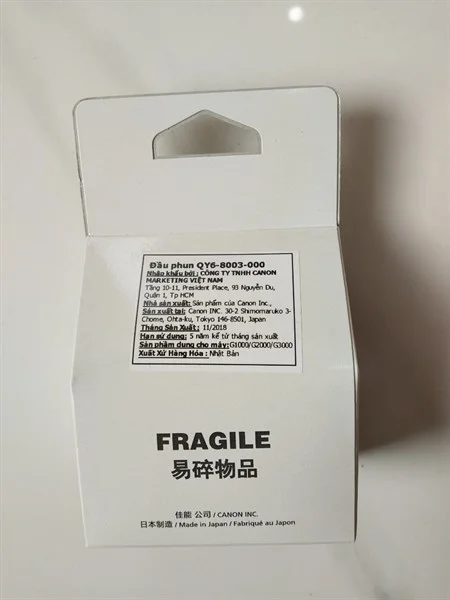 Đầu phun QY6-8003-000
Nhập khẩu bởi : CÔNG TY TNHH CANON
MARKETING VIỆT NAM
Tầng 10-11, President Place, 93 Nguyễn Du,
Quận 1, Tp HCM
Nhà sản xuất: Sản phẩm của Canon Inc.,
Sản xuất tại: Canon INC. 30-2 Shimomaruko 3-
Chome, Ohta-ku, Tokyo 146-8501, Japan
Tháng Sản Xuất : 11/2018
Hạn sử dụng: 5 năm kể từ tháng sản xuất
Sản phẩm dùng cho máy:G1000/G2000/G3000
Xuất Xứ Hàng Hóa : Nhật Bản
FRAGILE
易碎物品
佳能 公司 / CANON INC.
日本制造 / Made in Japan / Fabriqué au Japon